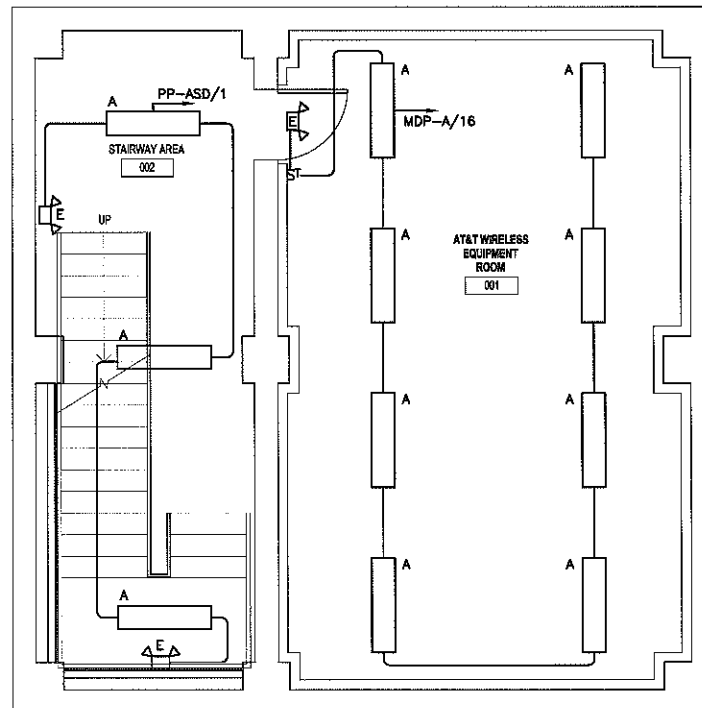 PP-ASD/1
A
STAIRWAY AREA
002
E
UP
A
A
E
E
ST
A
MDP-A/16
A
A
A
AT&T WIRELESS
EQUIPMENT
ROOM
001
A
A
A
A